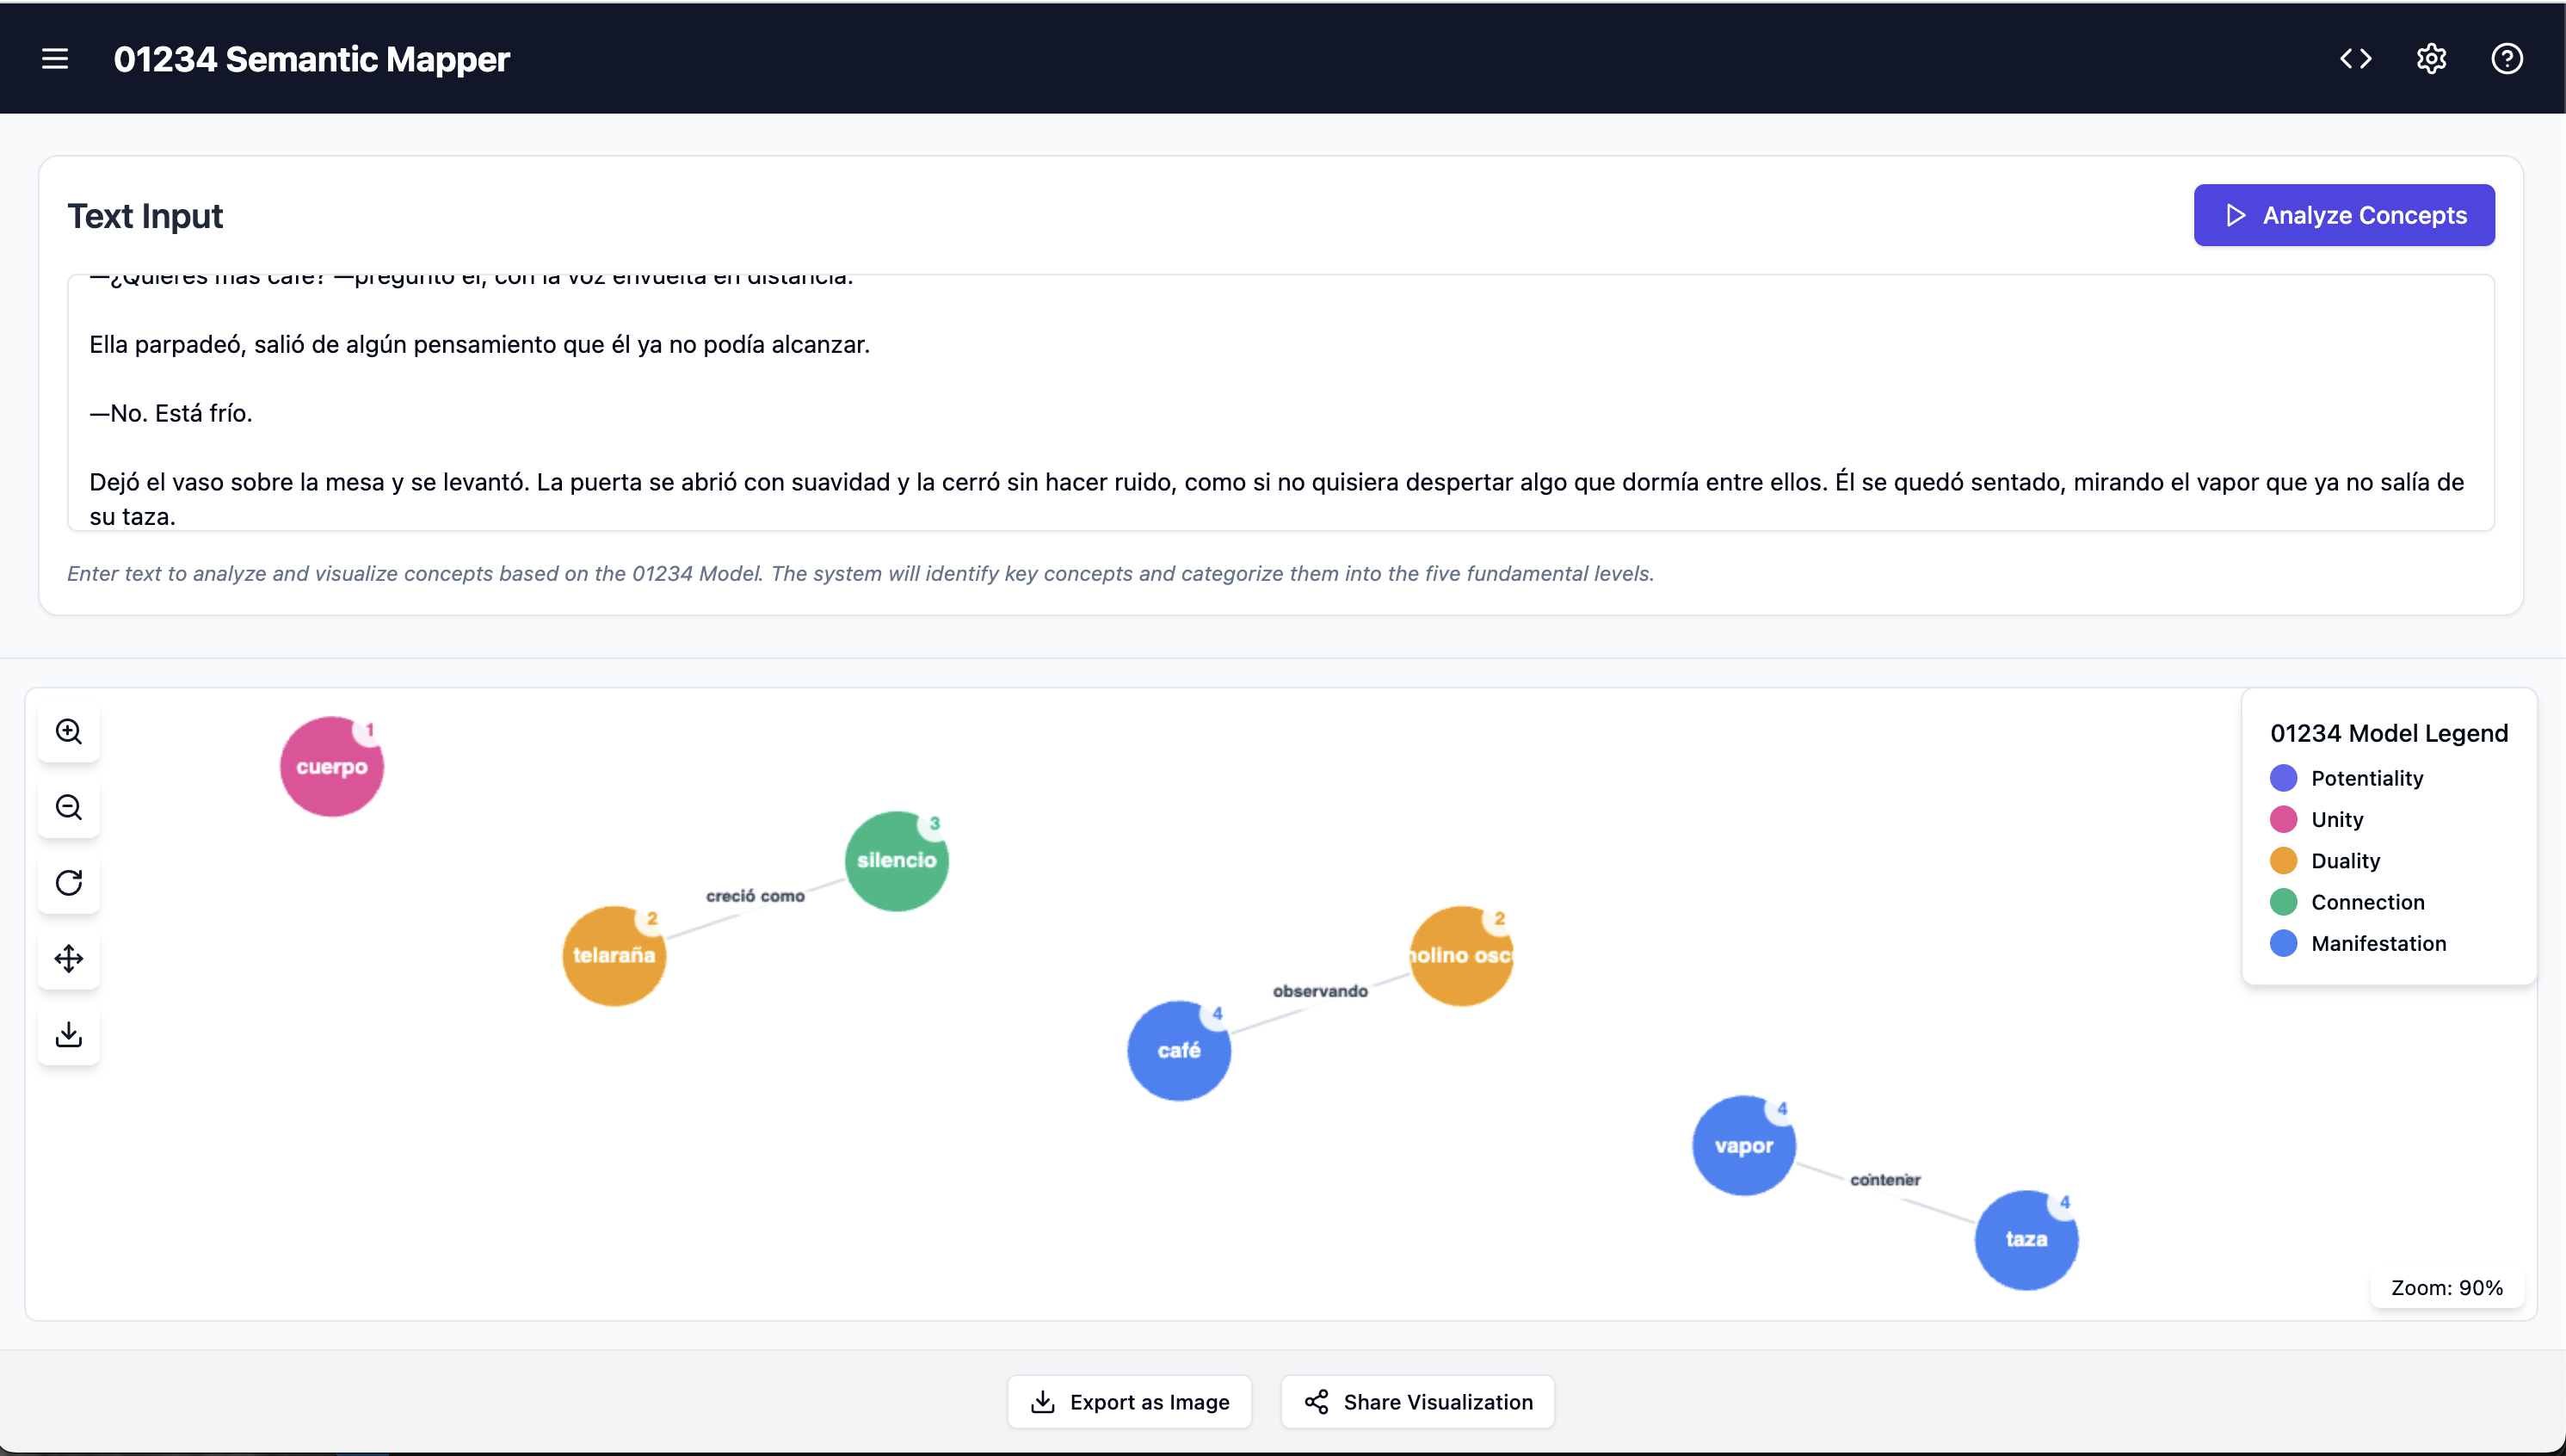 01234 Semantic Mapper
Text Input
Analyze Concepts
—¿Quieres más café? —preguntó él, con la voz envuelta en distancia.
Ella parpadeó, salió de algún pensamiento que él ya no podía alcanzar.
—No. Está frío.
Dejó el vaso sobre la mesa y se levantó. La puerta se abrió con suavidad y la cerró sin hacer ruido, como si no quisiera despertar algo que dormía entre ellos. Él se quedó sentado, mirando el vapor que ya no salía de
su taza.
Enter text to analyze and visualize concepts based on the 01234 Model. The system will identify key concepts and categorize them into the five fundamental levels.
1
cuerpo
3
silencio
creció como
2
telaraña
2
olino osc
observando
4
café
4
vapor
contener
4
taza
01234 Model Legend
Potentiality
Unity
Duality
Connection
Manifestation
Zoom: 90%
Export as Image
Share Visualization